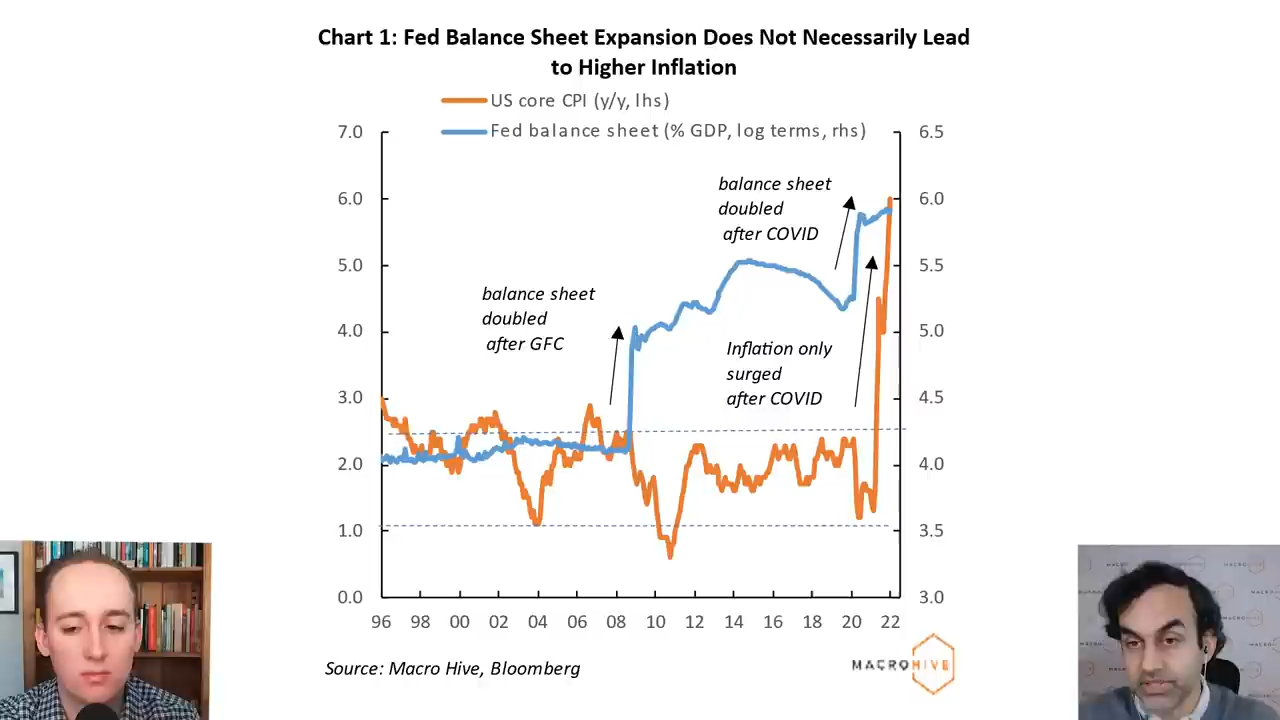 Chart 1: Fed Balance Sheet Expansion Does Not Necessarily Lead
to Higher Inflation
US core CPI (y/y, lhs)
Fed balance sheet (% GDP, log terms, rhs)
7.0
6.0
5.0
4.0
3.0
2.0
1.0
0.0
6.5
6.0
5.5
5.0
4.5
4.0
3.5
3.0
balance sheet
doubled
after COVID
balance sheet
doubled
after GFC
Inflation only
surged
after COVID
96 98 00 02 04 06 08 10 12 14 16 18 20 22
Source: Macro Hive, Bloomberg
MACROHIVE